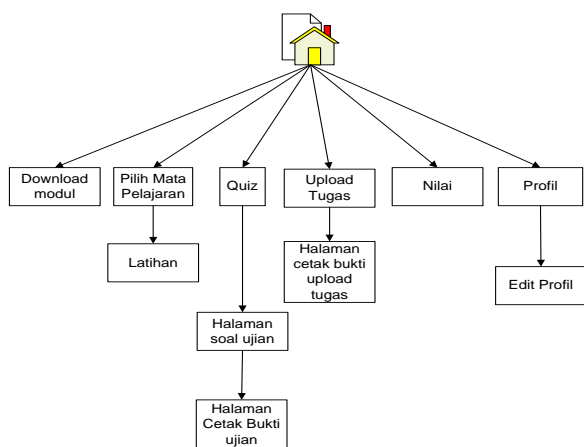 Download
modul
Pilih Mata
Pelajaran
Quiz
Upload
Tugas
Nilai
Profil
Latihan
Halaman
cetak bukti
upload
tugas
Edit Profil
Halaman
soal ujian
Halaman
Cetak Bukti
ujian